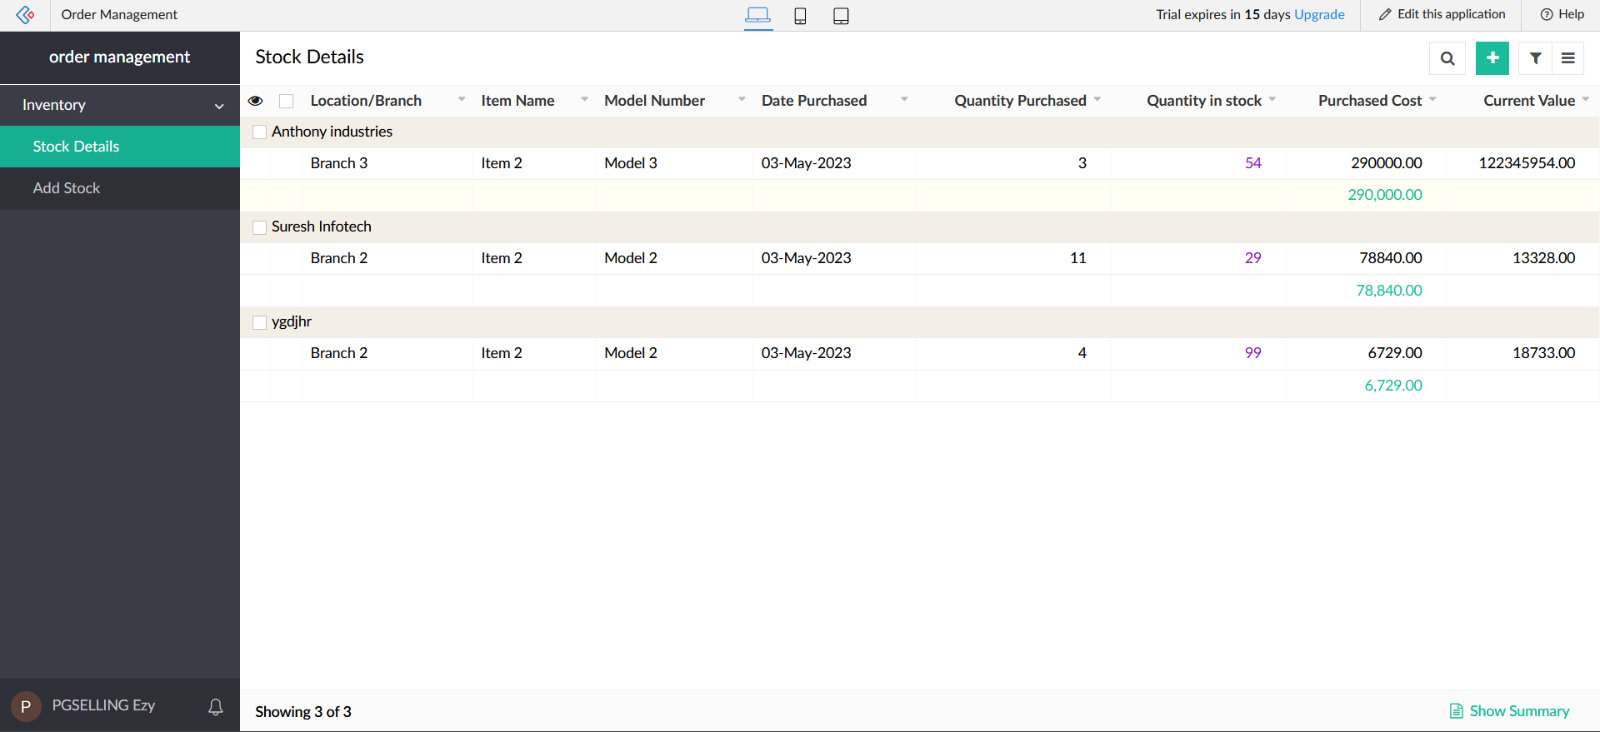 Order Management
Trial expires in 15 days Upgrade
Edit this application
Help
order management
Inventory
Stock Details
Add Stock
Stock Details
Location/Branch Item Name Model Number Date Purchased Quantity Purchased Quantity in stock Purchased Cost Current Value
Anthony industries
Branch 3 Item 2 Model 3 03-May-2023 3 54 290000.00 122345954.00
290,000.00
Suresh Infotech
Branch 2 Item 2 Model 2 03-May-2023 11 29 78840.00 13328.00
78,840.00
ygdjhr
Branch 2 Item 2 Model 2 03-May-2023 4 99 6729.00 18733.00
6,729.00
P PGSELLING Ezy
Showing 3 of 3
Show Summary